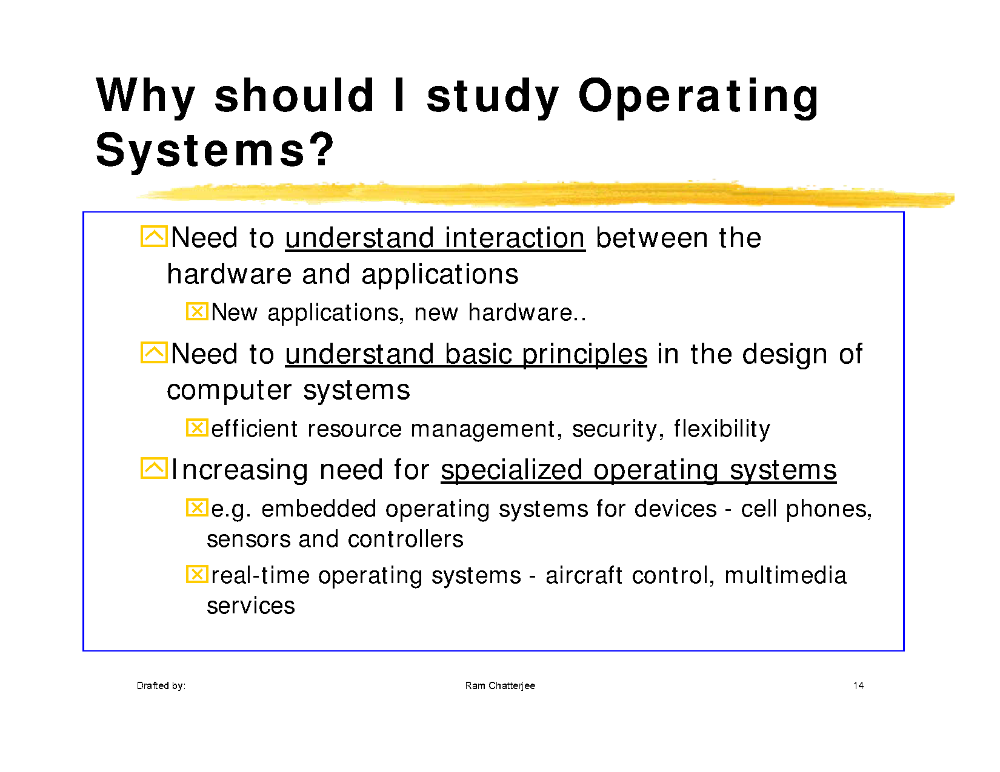 Why should I study Operating
Systems?
Need to understand interaction between the
hardware and applications
New applications, new hardware..
Need to understand basic principles in the design of
computer systems
efficient resource management, security, flexibility
Increasing need for specialized operating systems
e.g. embedded operating systems for devices - cell phones,
sensors and controllers
real-time operating systems - aircraft control, multimedia
services
Drafted by: Ram Chatterjee 14